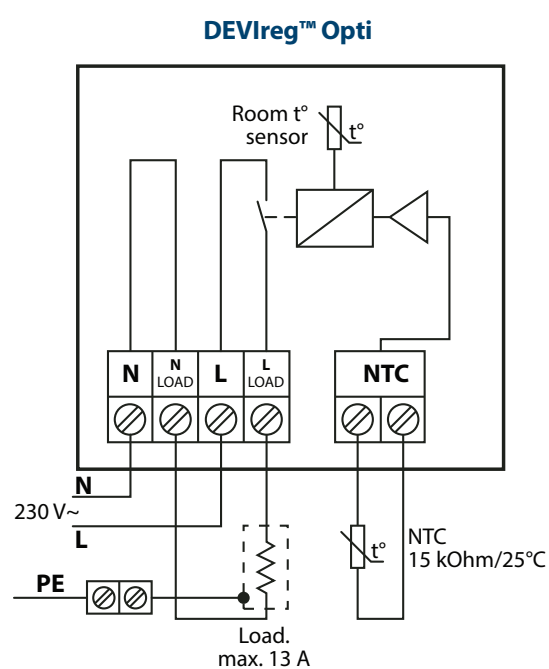 DEVIreg™ Opti
Room t°
sensor
t°
N
N
LOAD
L
L
LOAD
NTC
N
230 V~
L
PE
t°
NTC
15 kOhm/25°C
Load.
max. 13 A